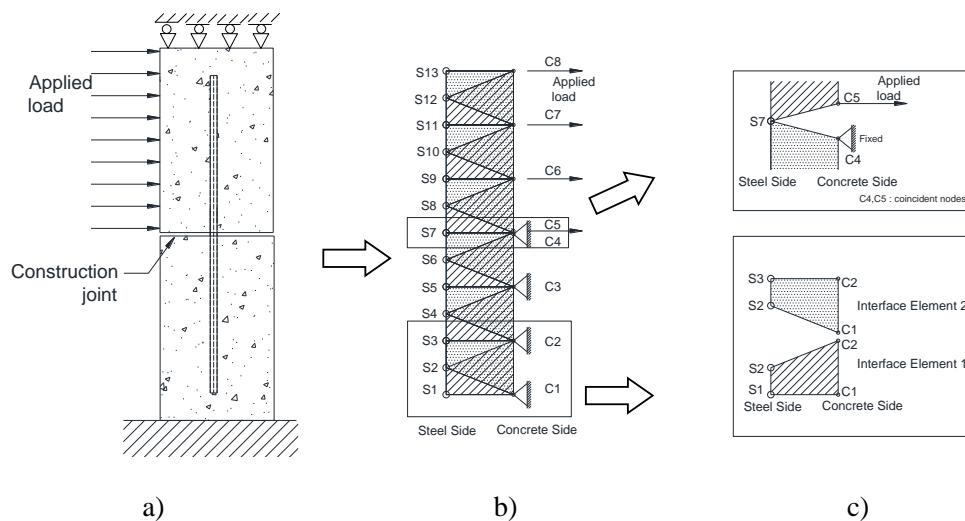 Applied
load
Construction
joint
a)
S13
S12
S11
S10
S9
S8
S7
S6
S5
S4
S3
S2
S1
C8
Applied
load
C7
C6
C5
C4
C3
C2
C1
Steel Side
Concrete Side
b)
C5
Applied
load
S7
Fixed
C4
Steel Side
Concrete Side
C4,C5 : coincident nodes
S3
C2
S2
Interface Element 2
C1
C2
S2
Interface Element 1
S1
C1
Steel Side
Concrete Side
c)